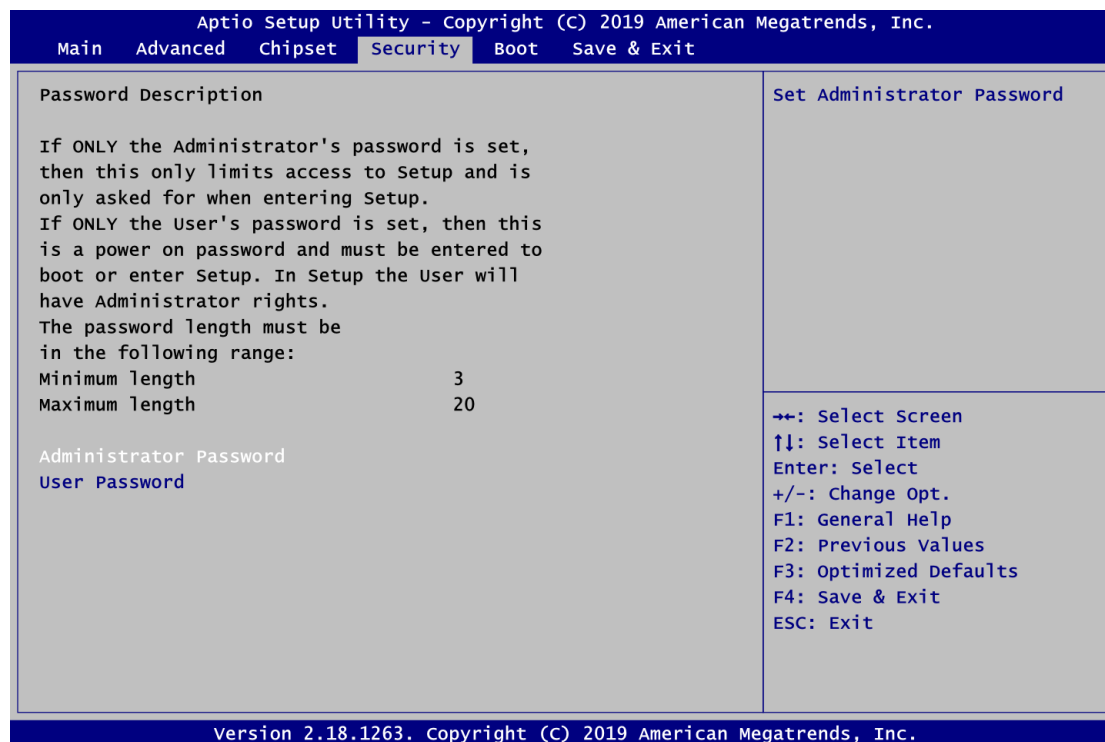 Aptio Setup Utility - Copyright (C) 2019 American Megatrends, Inc.
Main Advanced Chipset Security Boot Save & Exit
Password Description
If ONLY the Administrator's password is set,
then this only limits access to Setup and is
only asked for when entering Setup.
If ONLY the User's password is set, then this
is a power on password and must be entered to
boot or enter Setup. In Setup the User will
have Administrator rights.
The password length must be
in the following range:
Minimum length 3
Maximum length 20
Administrator Password
User Password
Set Administrator Password
→←: Select Screen
↑↓: Select Item
Enter: Select
+/-: Change Opt.
F1: General Help
F2: Previous Values
F3: Optimized Defaults
F4: Save & Exit
ESC: Exit
Version 2.18.1263. Copyright (C) 2019 American Megatrends, Inc.